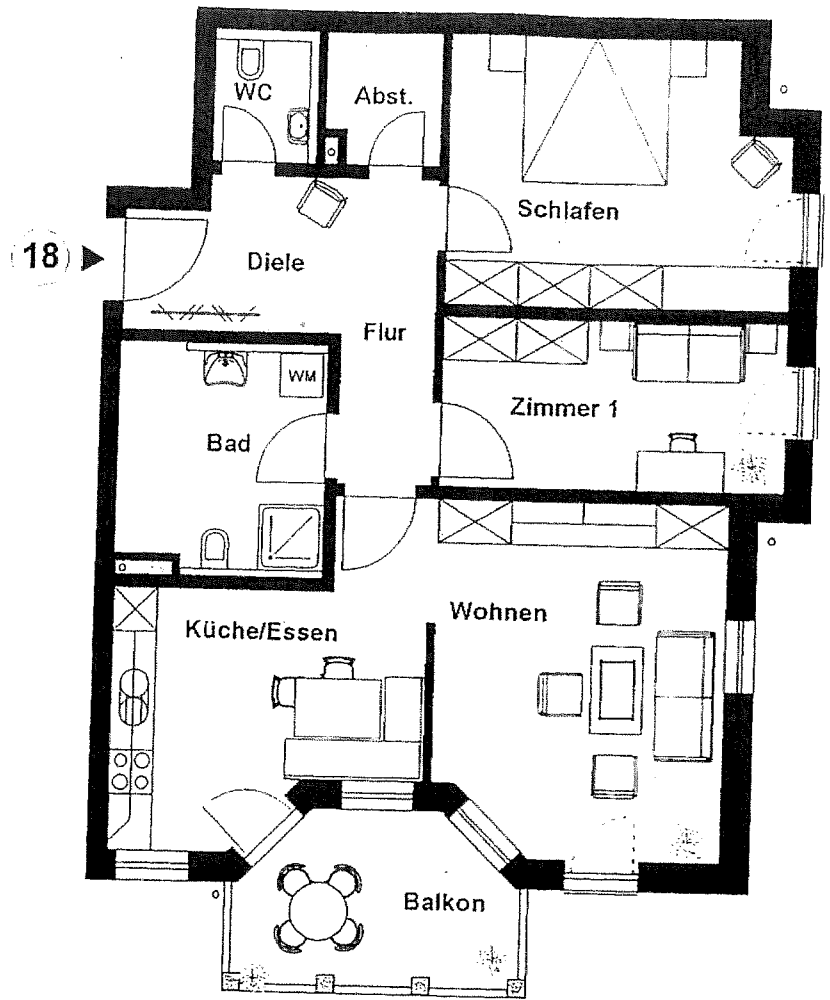 WC
Abst.
Schlafen
18
Diele
Flur
WM
Zimmer 1
Bad
Wohnen
Küche/Essen
Balkon